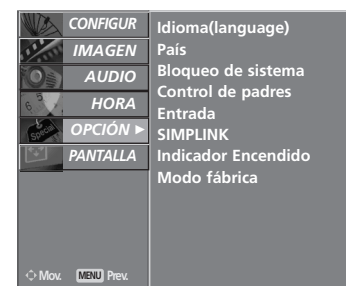 CONFIGUR
IMAGEN
AUDIO
HORA
OPCIÓN ►
PANTALLA
Idioma(language)
País
Bloqueo de sistema
Control de padres
Entrada
SIMPLINK
Indicador Encendido
Modo fábrica
Mov. MENU Prev.